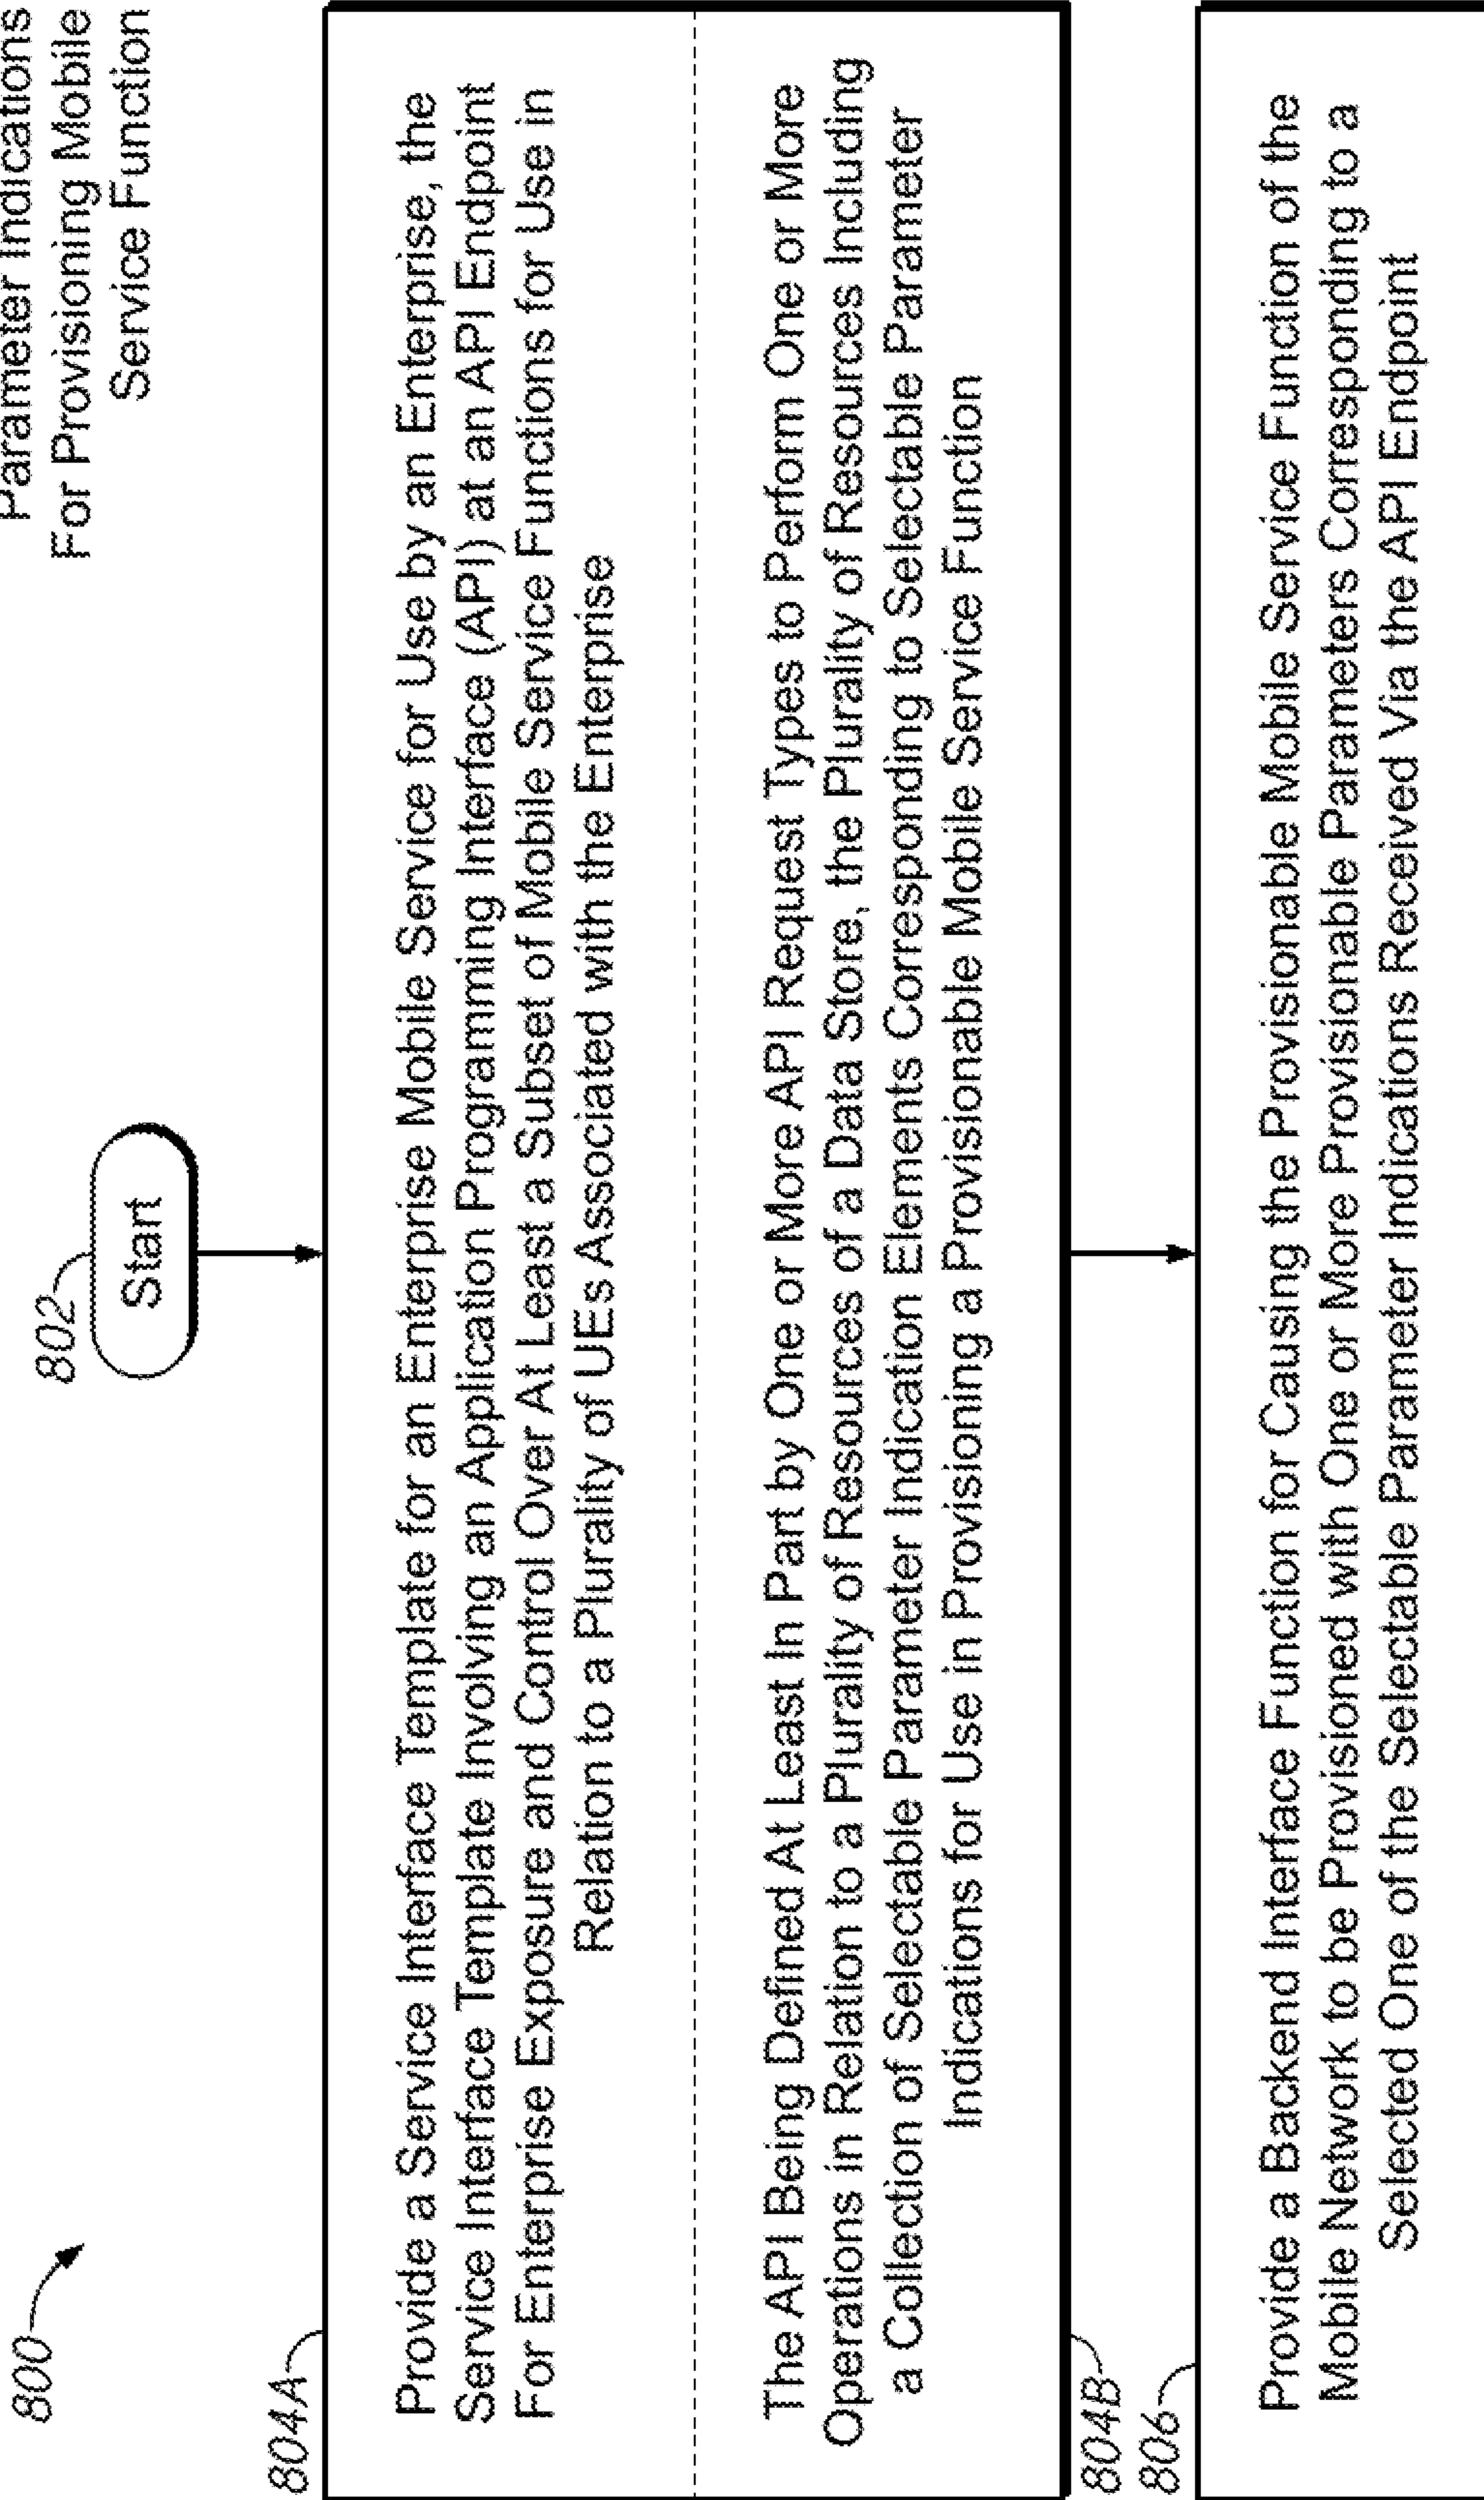 800
Parameter Indications
For Provisioning Mobile
Service Function
802
Start
804A
Provide a Service Interface Template for an Enterprise Mobile Service for Use by an Enterprise, the
Service Interface Template Involving an Application Programming Interface (API) at an API Endpoint
For Enterprise Exposure and Control Over At Least a Subset of Mobile Service Functions for Use in
Relation to a Plurality of UEs Associated with the Enterprise
The API Being Defined At Least In Part by One or More API Request Types to Perform One or More
Operations in Relation to a Plurality of Resources of a Data Store, the Plurality of Resources Including
a Collection of Selectable Parameter Indication Elements Corresponding to Selectable Parameter
Indications for Use in Provisioning a Provisionable Mobile Service Function
804B
806
Provide a Backend Interface Function for Causing the Provisionable Mobile Service Function of the
Mobile Network to be Provisioned with One or More Provisionable Parameters Corresponding to a
Selected One of the Selectable Parameter Indications Received Via the API Endpoint